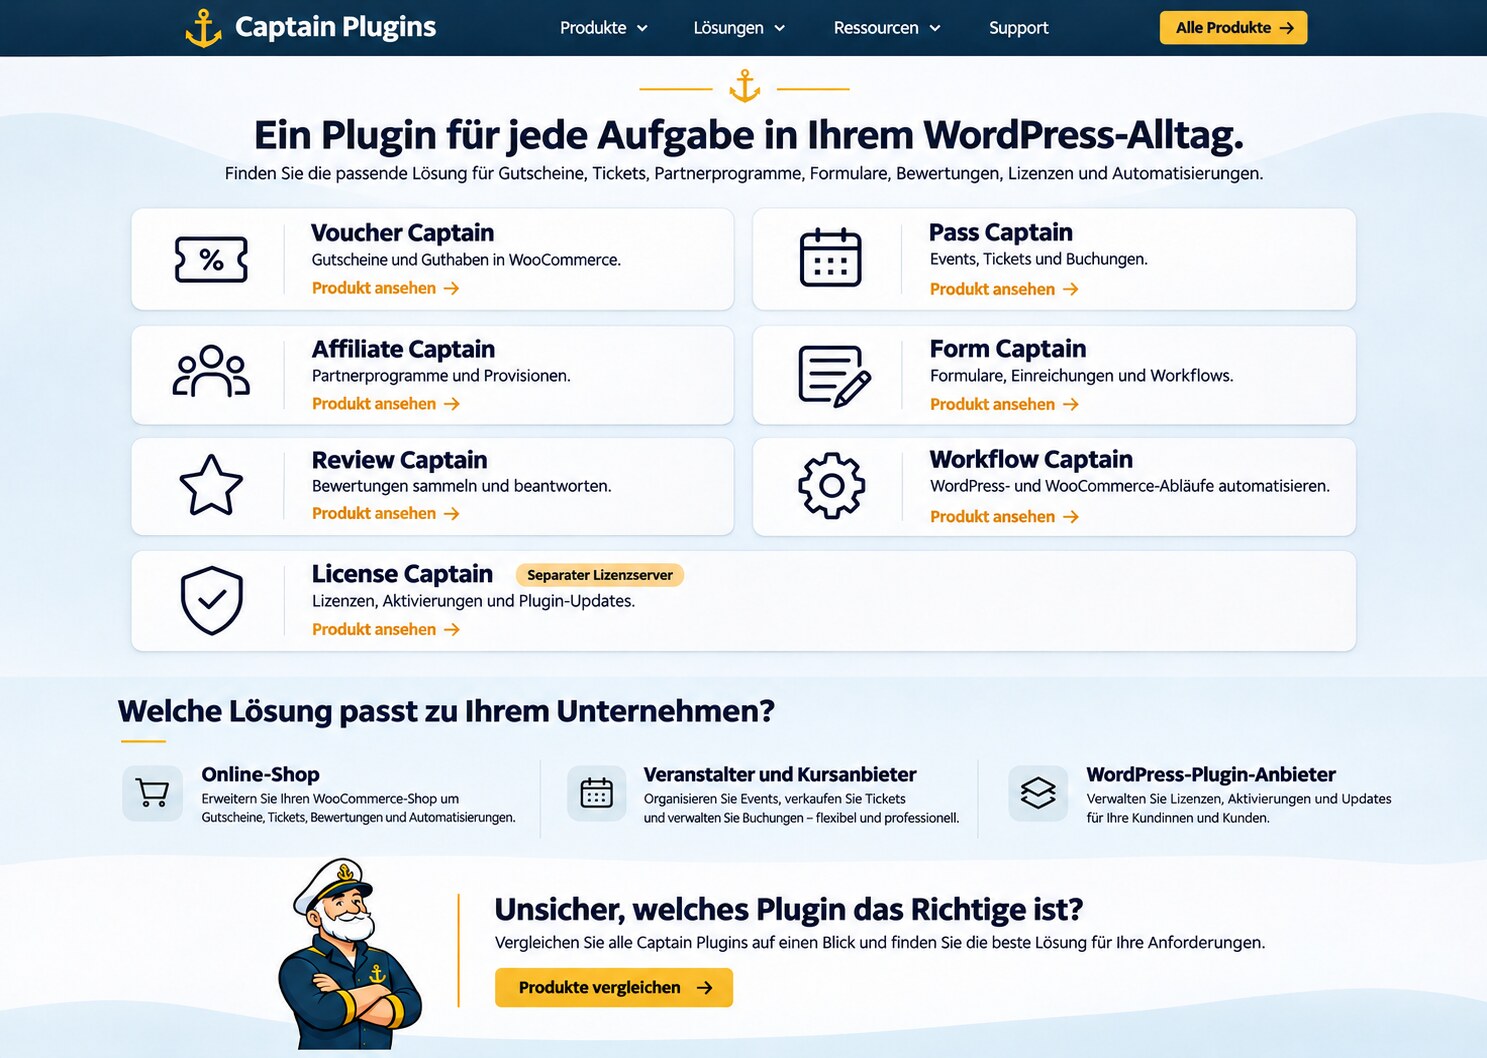 Captain Plugins
Produkte
Lösungen
Ressourcen
Support
Alle Produkte →
Ein Plugin für jede Aufgabe in Ihrem WordPress-Alltag.
Finden Sie die passende Lösung für Gutscheine, Tickets, Partnerprogramme, Formulare, Bewertungen, Lizenzen und Automatisierungen.
%
Voucher Captain
Gutscheine und Guthaben in WooCommerce.
Produkt ansehen →
Pass Captain
Events, Tickets und Buchungen.
Produkt ansehen →
Affiliate Captain
Partnerprogramme und Provisionen.
Produkt ansehen →
Form Captain
Formulare, Einreichungen und Workflows.
Produkt ansehen →
Review Captain
Bewertungen sammeln und beantworten.
Produkt ansehen →
Workflow Captain
WordPress- und WooCommerce-Abläufe automatisieren.
Produkt ansehen →
License Captain
Separater Lizenzserver
Lizenzen, Aktivierungen und Plugin-Updates.
Produkt ansehen →
Welche Lösung passt zu Ihrem Unternehmen?
Online-Shop
Erweitern Sie Ihren WooCommerce-Shop um
Gutscheine, Tickets, Bewertungen und Automatisierungen.
Veranstalter und Kursanbieter
Organisieren Sie Events, verkaufen Sie Tickets
und verwalten Sie Buchungen – flexibel und professionell.
WordPress-Plugin-Anbieter
Verwalten Sie Lizenzen, Aktivierungen und Updates
für Ihre Kundinnen und Kunden.
Unsicher, welches Plugin das Richtige ist?
Vergleichen Sie alle Captain Plugins auf einen Blick und finden Sie die beste Lösung für Ihre Anforderungen.
Produkte vergleichen →